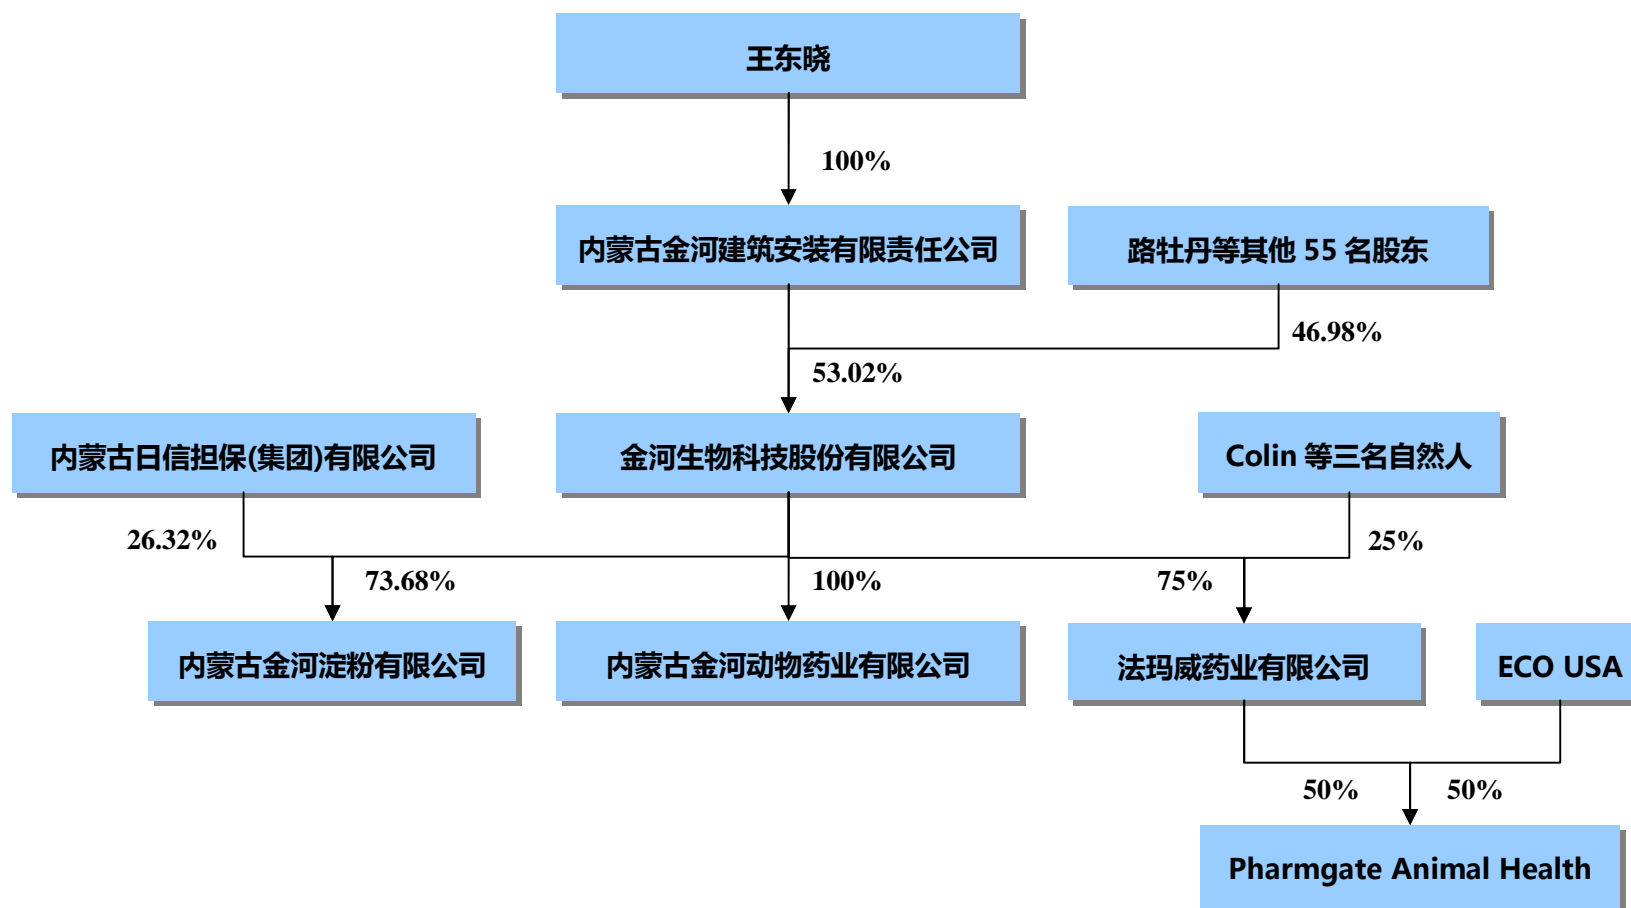 王东晓
100%
内蒙古金河建筑安装有限责任公司
路牡丹等其他 55 名股东
46.98%
53.02%
内蒙古日信担保(集团)有限公司
金河生物科技股份有限公司
Colin 等三名自然人
26.32%
25%
73.68%
100%
75%
内蒙古金河淀粉有限公司
内蒙古金河动物药业有限公司
法玛威药业有限公司
ECO USA
50%
50%
Pharmgate Animal Health